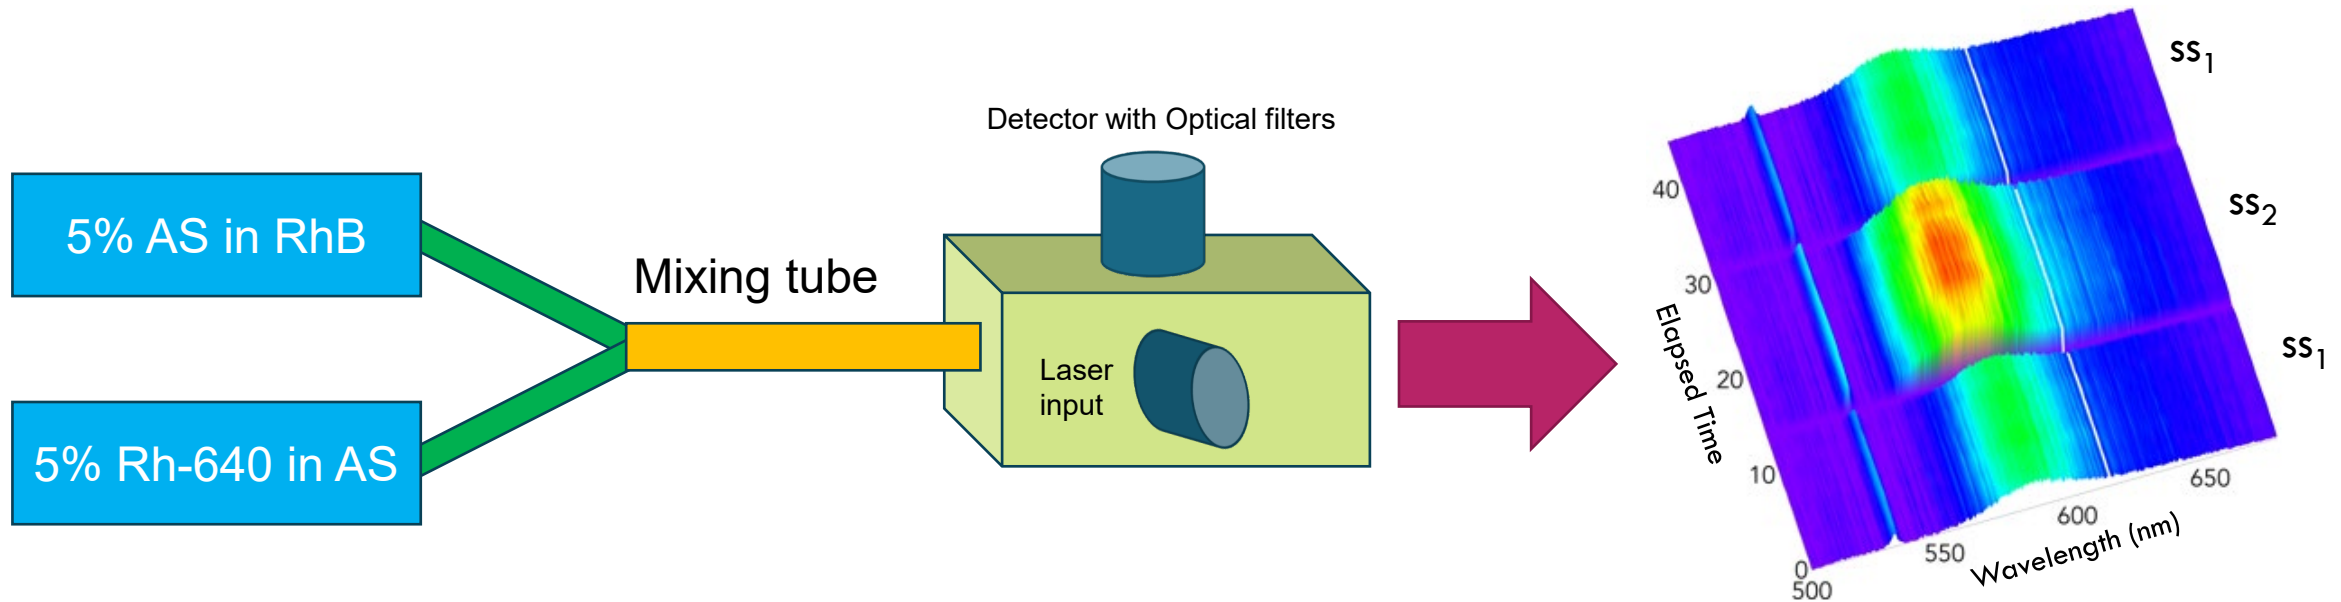 5% AS in RhB
5% Rh-640 in AS
Mixing tube
Detector with Optical filters
Laser
input
SS1
SS2
SS1
40
30
20
10
0
Elapsed Time
500
550
600
650
Wavelength (nm)